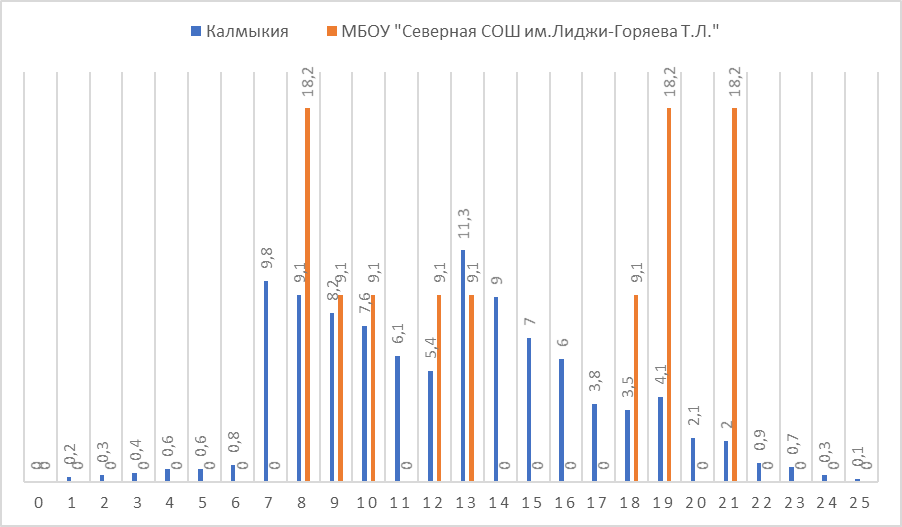 Калмыкия МБОУ "Северная СОШ им.Лиджи-Горяева Т.Л."
0 0,2 0,3 0,4 0,6 0,6 0,8 9,8 9,1 8,2 7,6 6,1 5,4 11,3 9 7 6 3,8 3,5 4,1 2,1 2 0,9 0,7 0,3 0,1
0 0 0 0 0 0 0 0 18,2 9,1 9,1 0 9,1 9,1 0 0 0 0 9,1 18,2 0 18,2 0 0 0 0
0 1 2 3 4 5 6 7 8 9 10 11 12 13 14 15 16 17 18 19 20 21 22 23 24 25